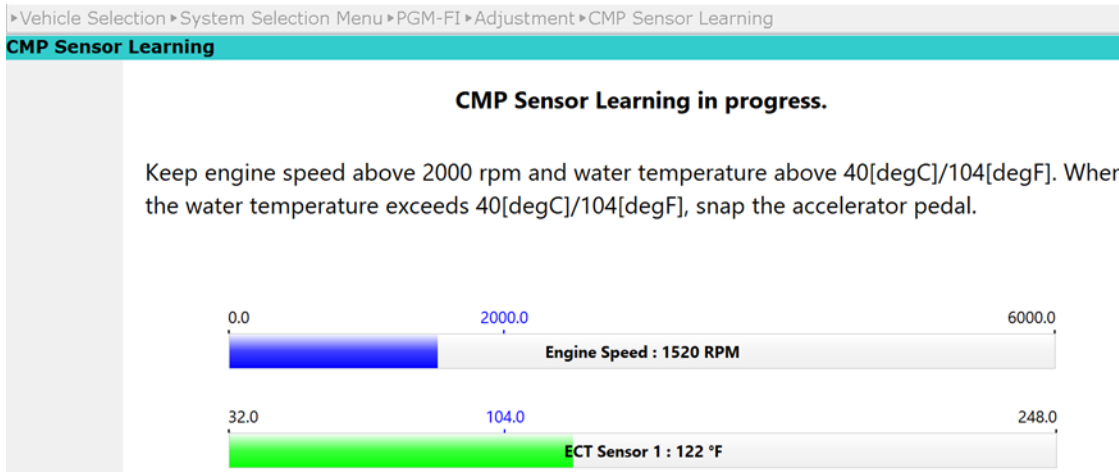 ▸Vehicle Selection▸System Selection Menu▸PGM-FI▸Adjustment▸CMP Sensor Learning
CMP Sensor Learning
CMP Sensor Learning in progress.
Keep engine speed above 2000 rpm and water temperature above 40[degC]/104[degF]. When
the water temperature exceeds 40[degC]/104[degF], snap the accelerator pedal.
0.0 2000.0 6000.0
Engine Speed : 1520 RPM
32.0 104.0 248.0
ECT Sensor 1 : 122 °F